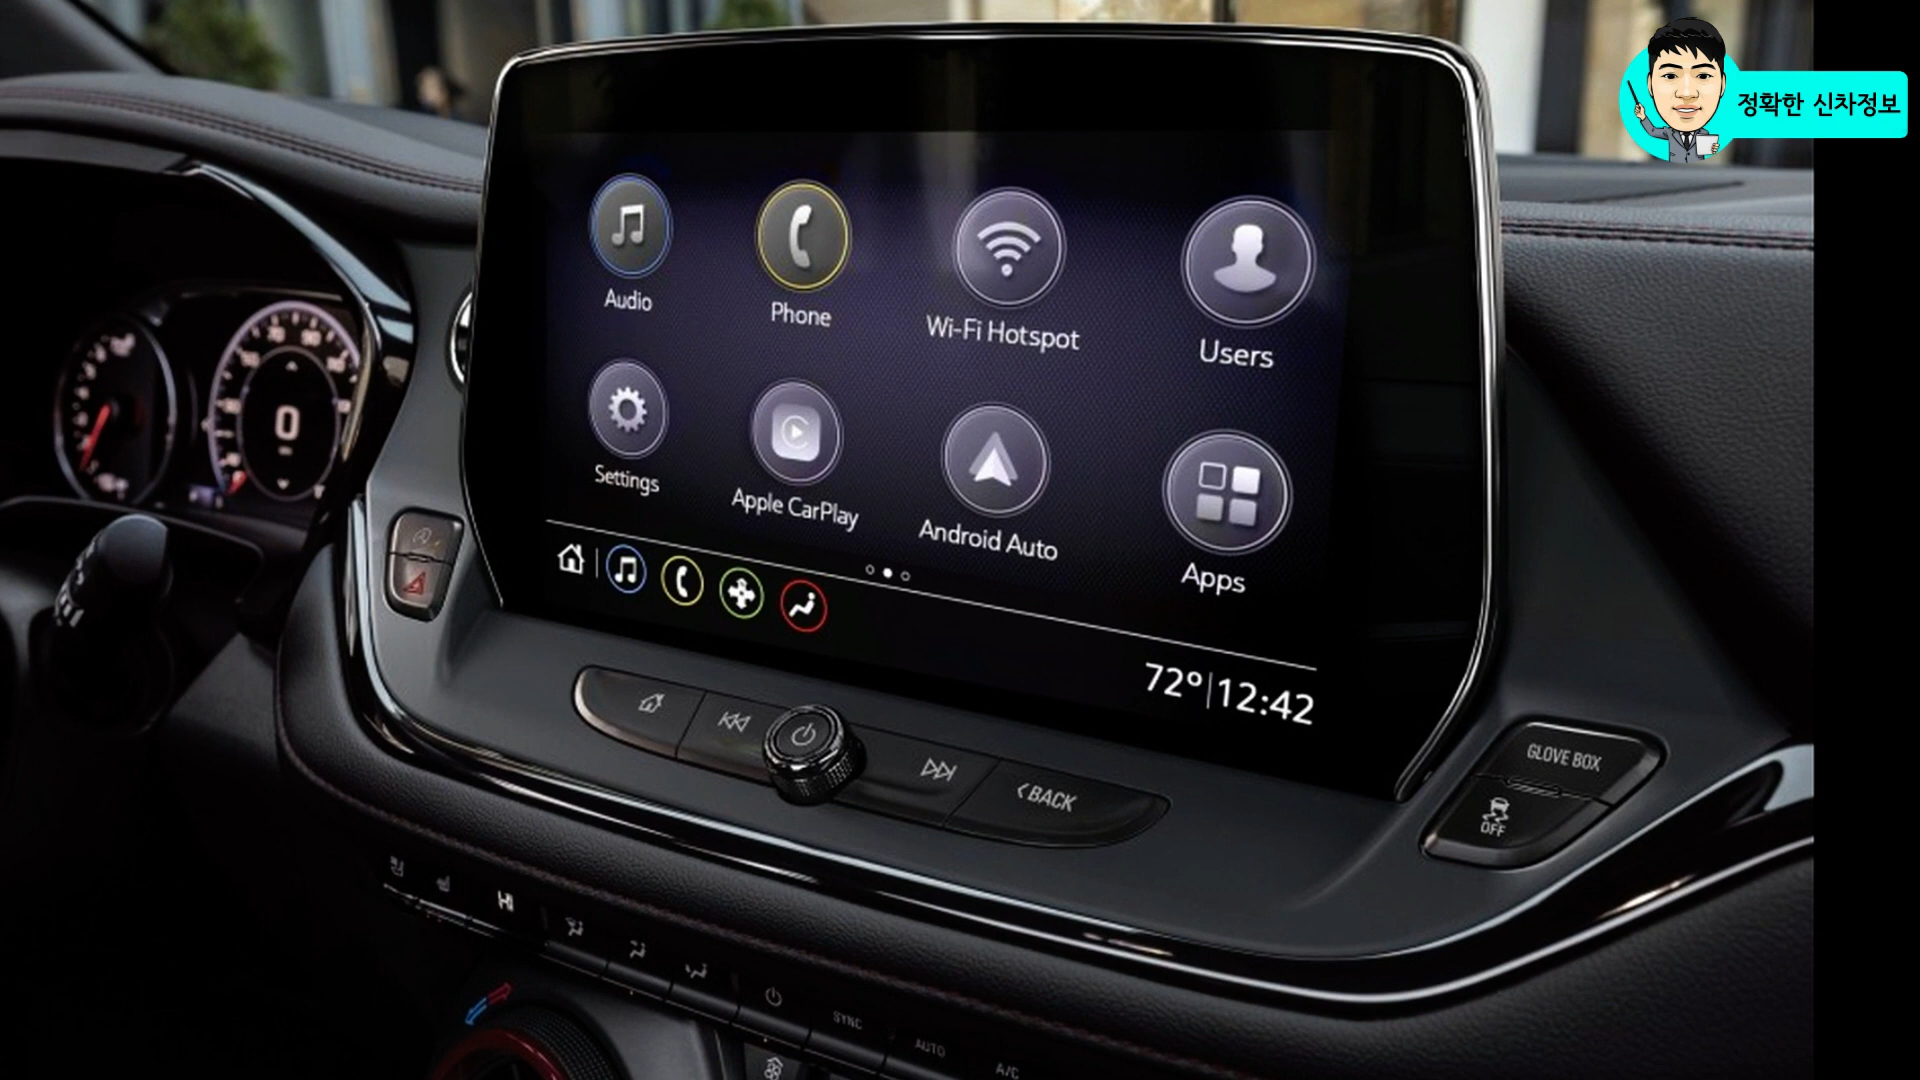 정확한 신차정보
Audio
Phone
Wi-Fi Hotspot
Users
Settings
Apple CarPlay
Android Auto
Apps
72°|12:42
0
BACK
GLOVE BOX
OFF
SYNC
AUTO
A/C